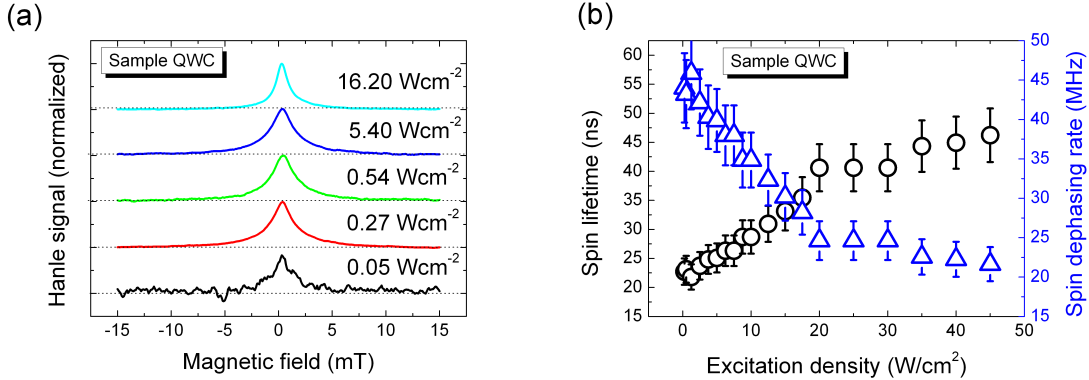 (a)
Sample QWC
16.20 Wcm-2
5.40 Wcm-2
0.54 Wcm-2
0.27 Wcm-2
0.05 Wcm-2
Hanle signal (normalized)
-15 -10 -5 0 5 10 15
Magnetic field (mT)
(b)
Sample QWC
60
55
50
45
40
35
30
25
20
15
Spin lifetime (ns)
50
45
40
35
30
25
20
15
Spin dephasing rate (MHz)
0 10 20 30 40 50
Excitation density (W/cm2)